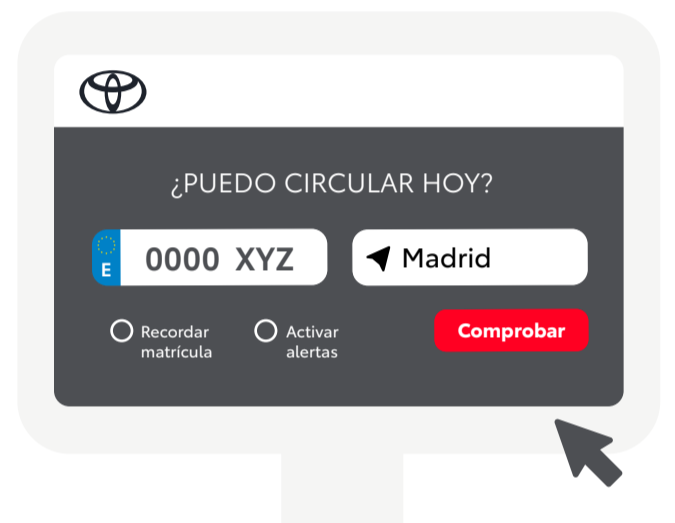 ¿PUEDO CIRCULAR HOY?
E 0000 XYZ
Madrid
Recordar
matrícula
Activar
alertas
Comprobar